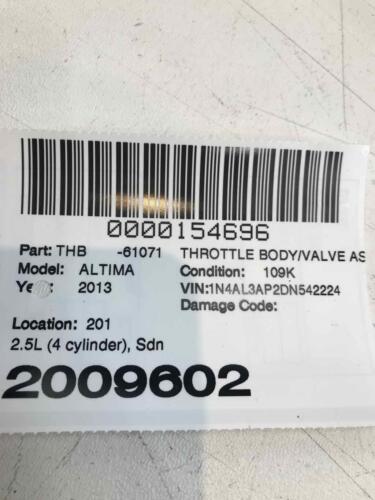 0000154696
Part: THB -61071 THROTTLE BODY/VALVE AS
Model: ALTIMA Condition: 109K
Year: 2013 VIN:1N4AL3AP2DN542224
Damage Code:
Location: 201
2.5L (4 cylinder), Sdn
2009602